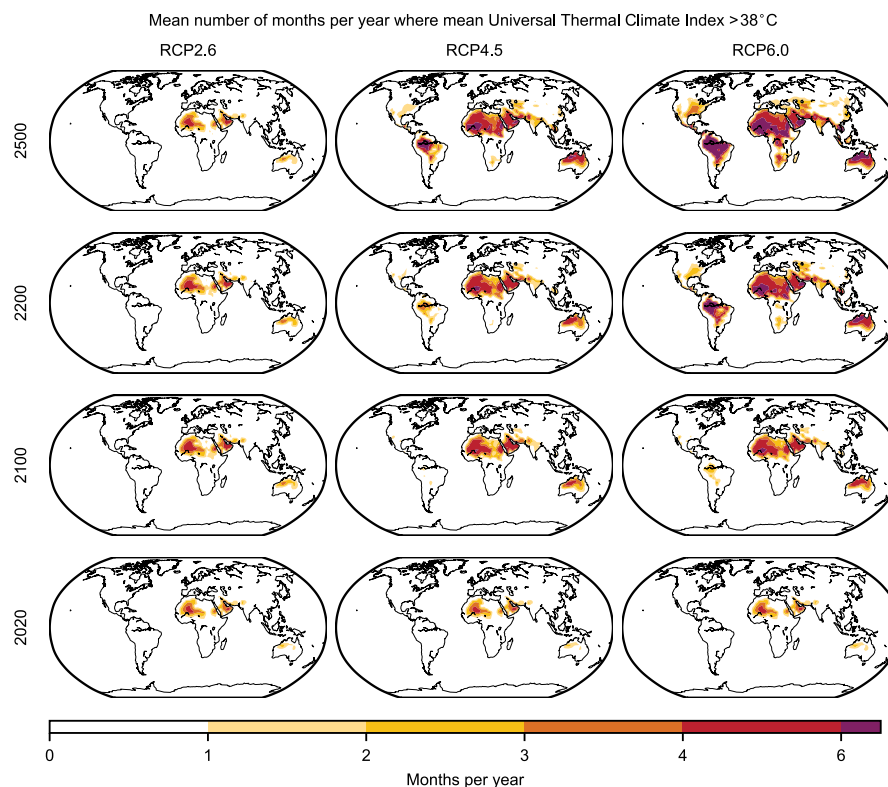 Mean number of months per year where mean Universal Thermal Climate Index >38°C
RCP2.6 RCP4.5 RCP6.0
2500
2200
2100
2020
0 1 2 3 4 6
Months per year